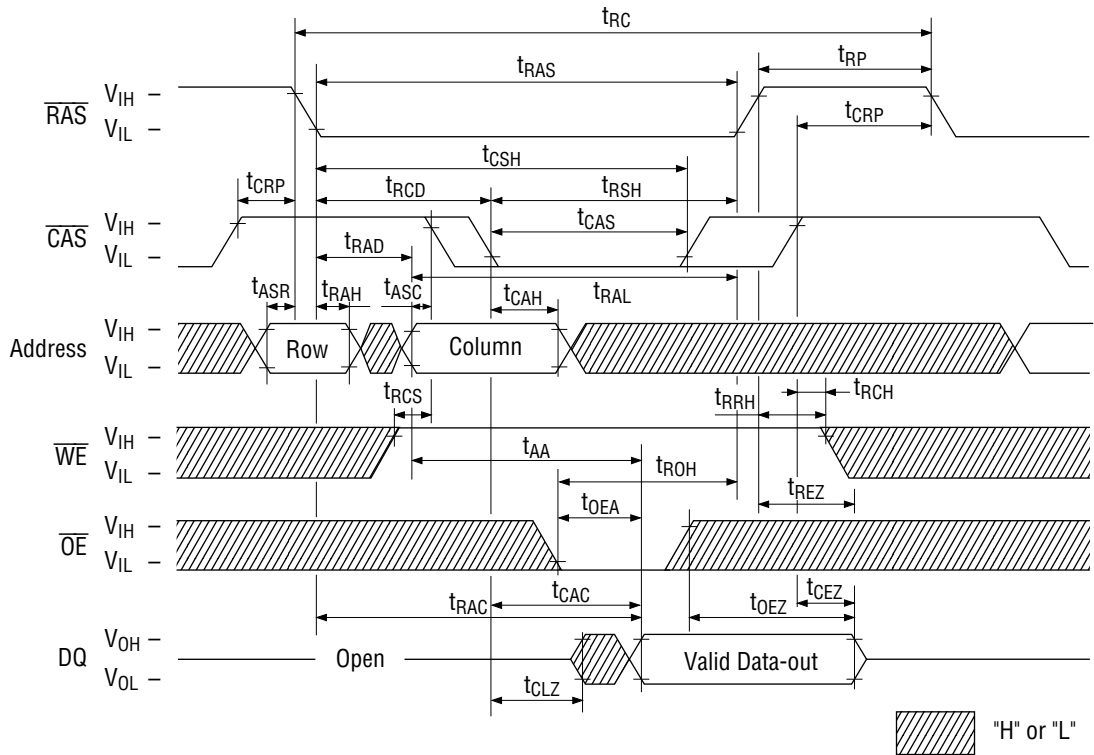 tRC
tRP
tRAS
RAS
VIH
VIL
tCRP
tCSH
tCRP
tRCD
tRSH
CAS
VIH
VIL
tCAS
tRAD
tRAL
tASR
tRAH
tASC
tCAH
Address
VIH
VIL
Row
Column
tRCS
tRRH
tRCH
WE
VIH
VIL
tAA
tROH
tREZ
tOEA
OE
VIH
VIL
tCAC
tCEZ
tRAC
tOEZ
DQ
VOH
VOL
Open
Valid Data-out
tCLZ
"H" or "L"